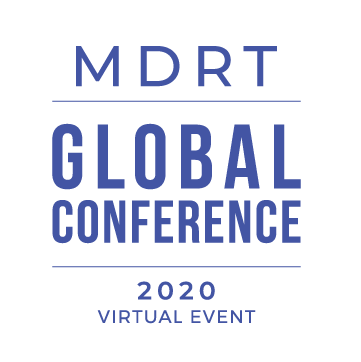 MDRT
GLOBAL
CONFERENCE
2020
VIRTUAL EVENT